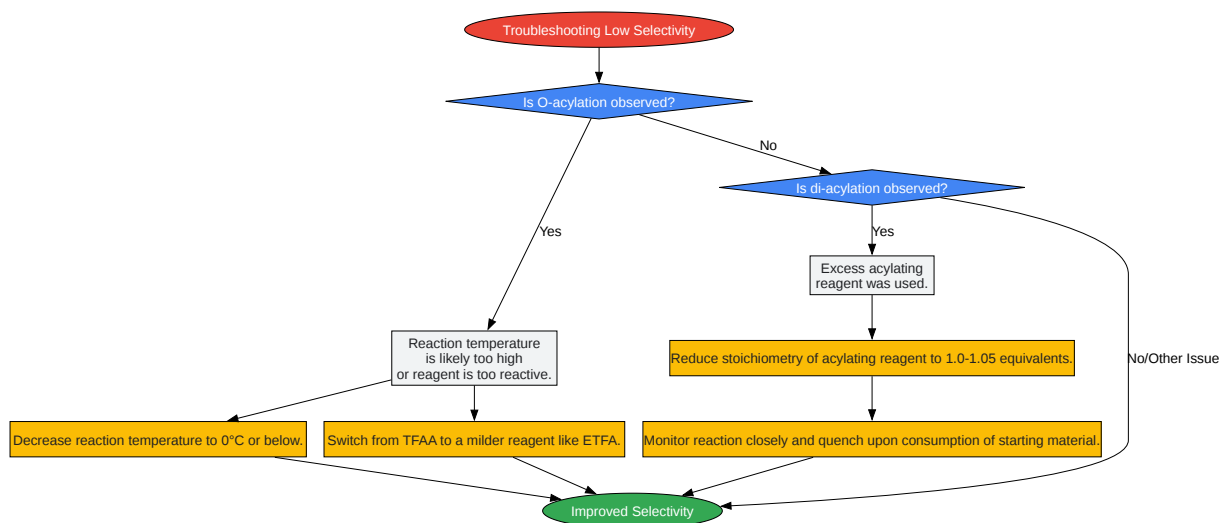 Troubleshooting Low Selectivity
Is O-acylation observed?
No
Is di-acylation observed?
Yes
Yes
Excess acylating
reagent was used.
Reaction temperature
is likely too high
or reagent is too reactive.
Reduce stoichiometry of acylating reagent to 1.0-1.05 equivalents.
No/Other Issue
Decrease reaction temperature to 0°C or below.
Switch from TFAA to a milder reagent like ETFA.
Monitor reaction closely and quench upon consumption of starting material.
Improved Selectivity